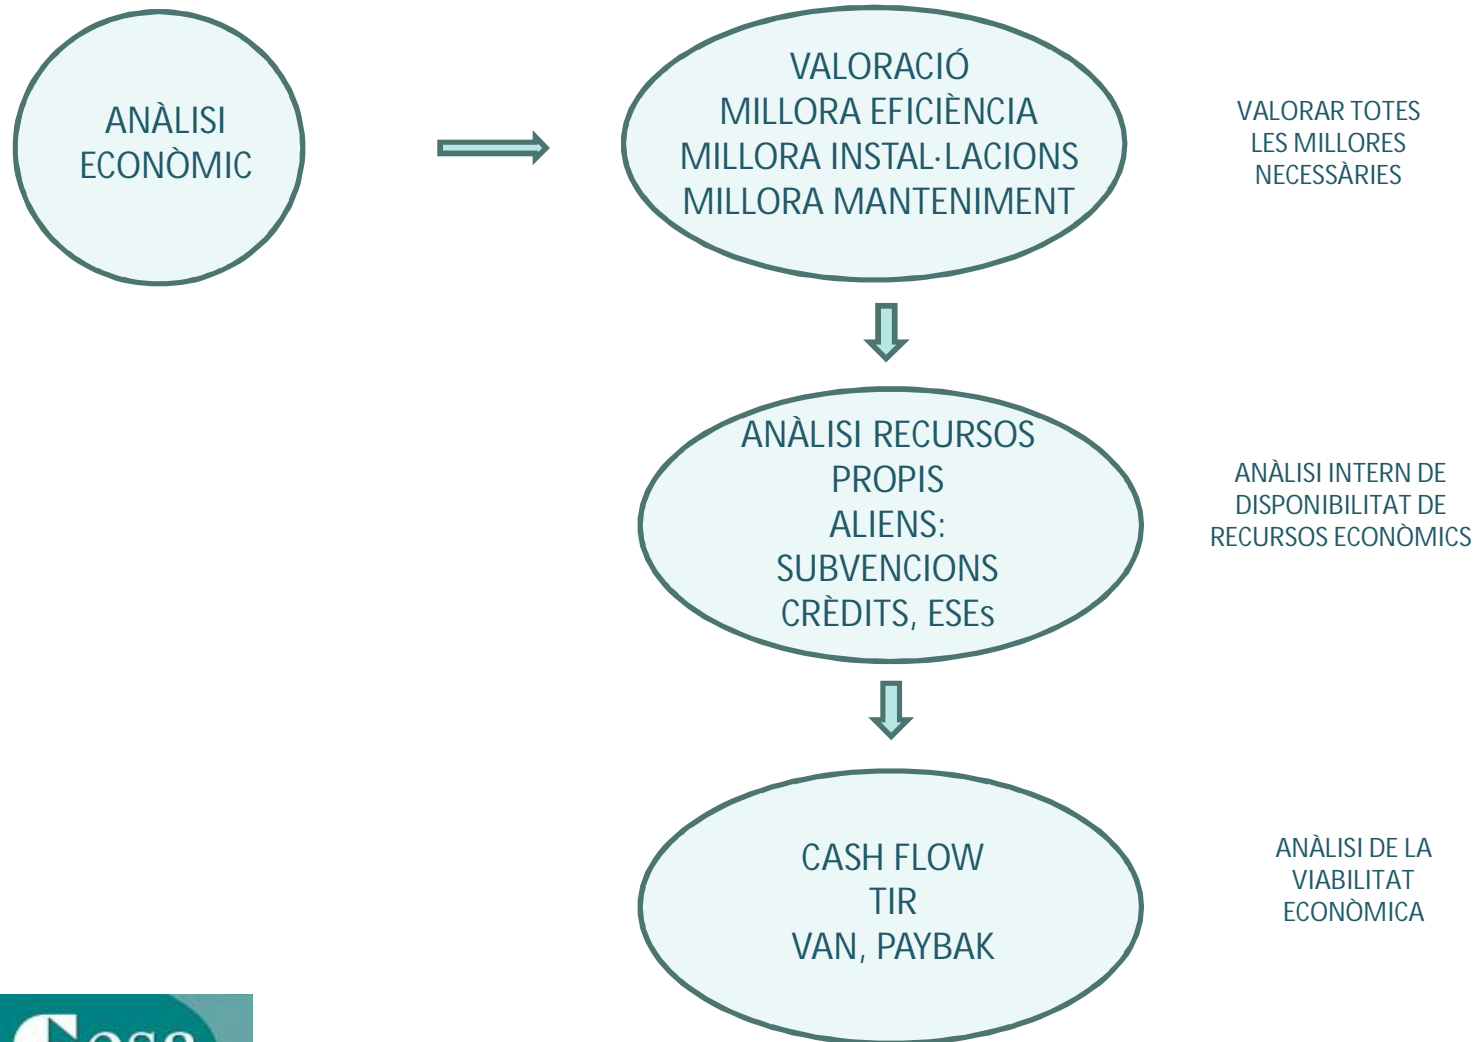 ANÀLISI
ECONÒMIC
VALORACIÓ
MILLORA EFICIÈNCIA
MILLORA INSTAL·LACIONS
MILLORA MANTENIMENT
VALORAR TOTES
LES MILLORES
NECESSÀRIES
ANÀLISI RECURSOS
PROPIS
ALIENS:
SUBVENCIONS
CRÈDITS, ESEs
ANÀLISI INTERN DE
DISPONIBILITAT DE
RECURSOS ECONÒMICS
CASH FLOW
TIR
VAN, PAYBAK
ANÀLISI DE LA
VIABILITAT
ECONÒMICA